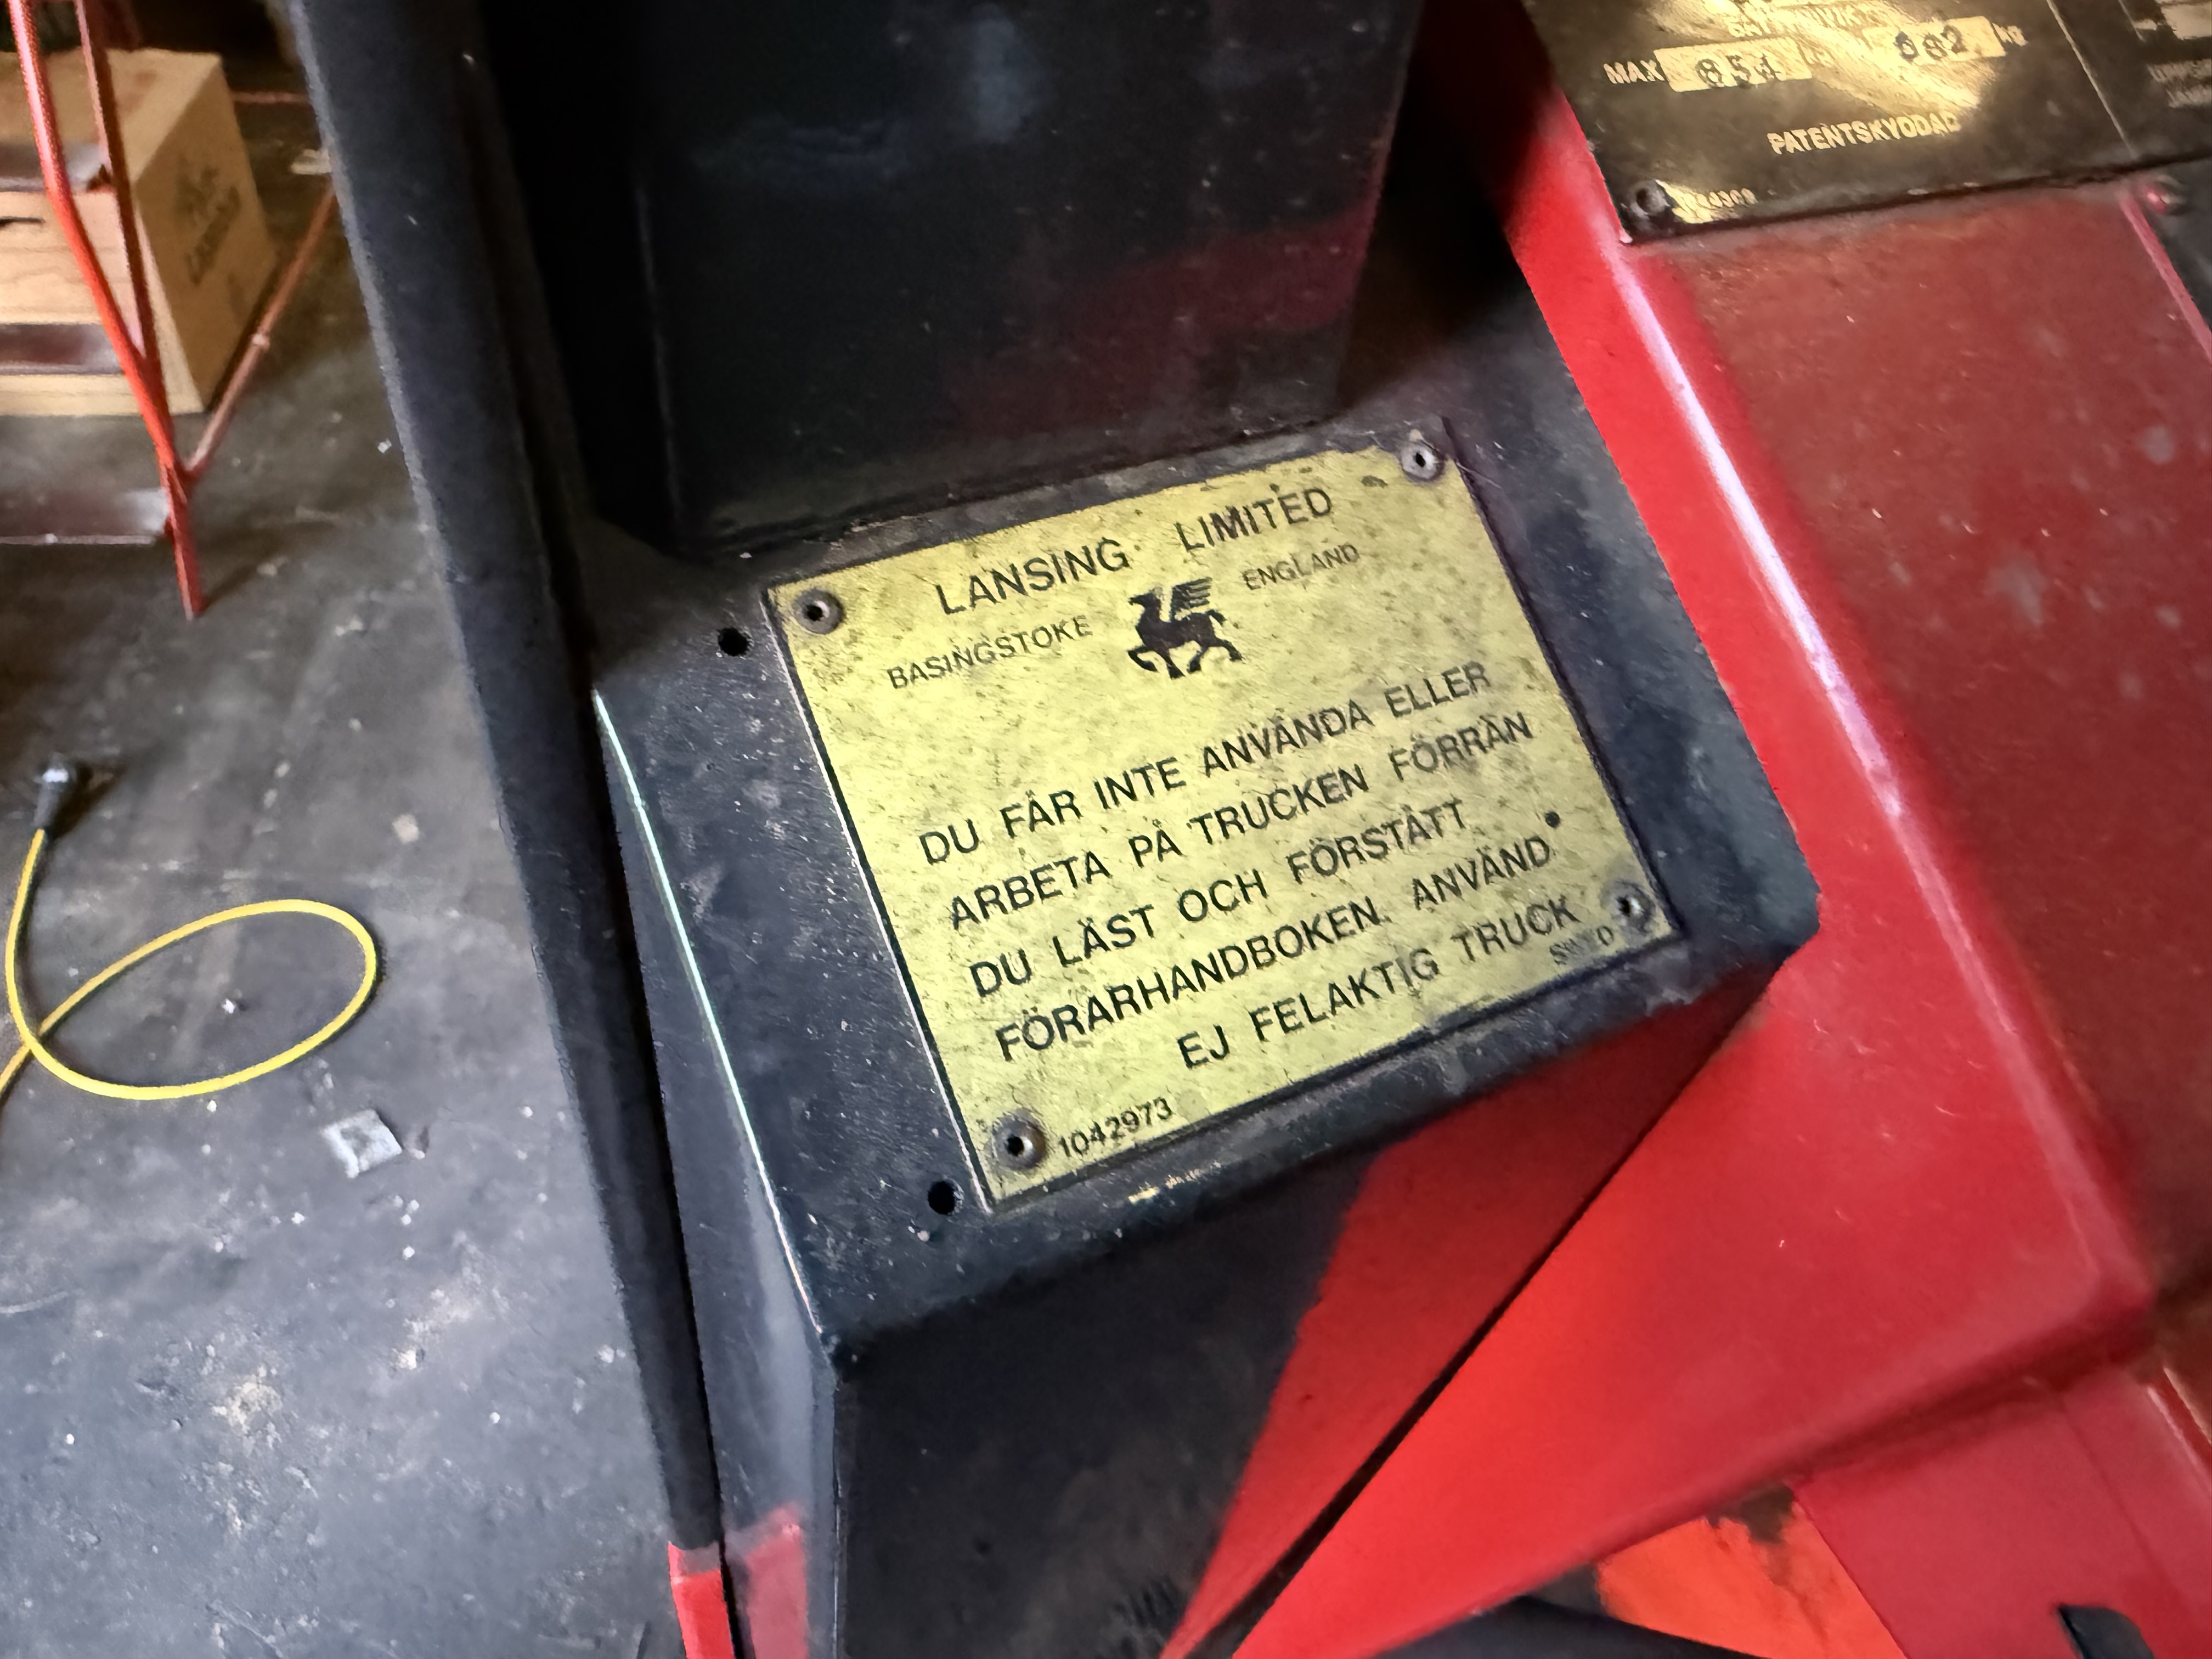 MAX
PATENTSKYDDAD
LANSING LIMITED
BASINGSTOKE ENGLAND
DU FÅR INTE ANVÄNDA ELLER
ARBETA PÅ TRUCKEN FÖRRÄN
DU LÄST OCH FÖRSTÅTT
FÖRARHANDBOKEN. ANVÄND
EJ FELAKTIG TRUCK
1042973